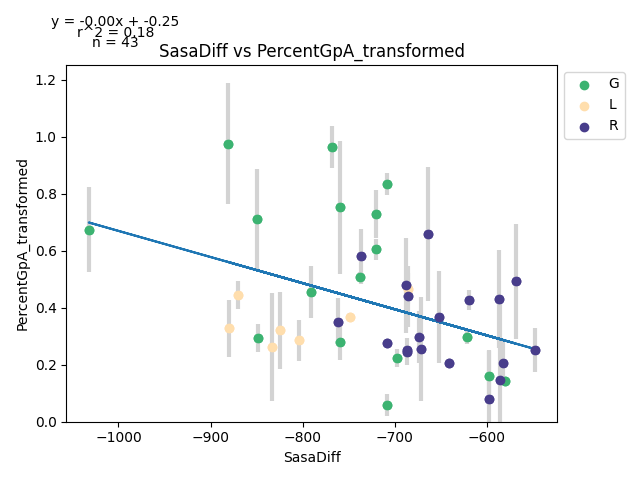 y = -0.00x + -0.25
r^2 = 0.18
n = 43
SasaDiff vs PercentGpA_transformed
G
L
R
1.2
1.0
0.8
0.6
0.4
0.2
0.0
PercentGpA_transformed
−1000
−900
−800
−700
−600
SasaDiff